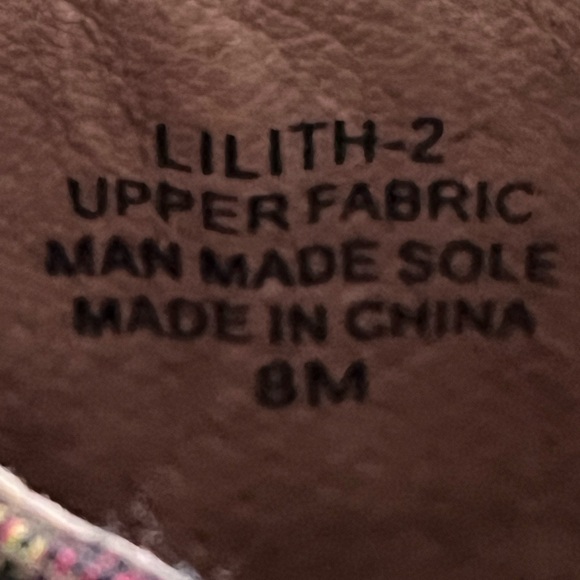 LILITH-2
UPPER FABRIC
MAN MADE SOLE
MADE IN CHINA
8M